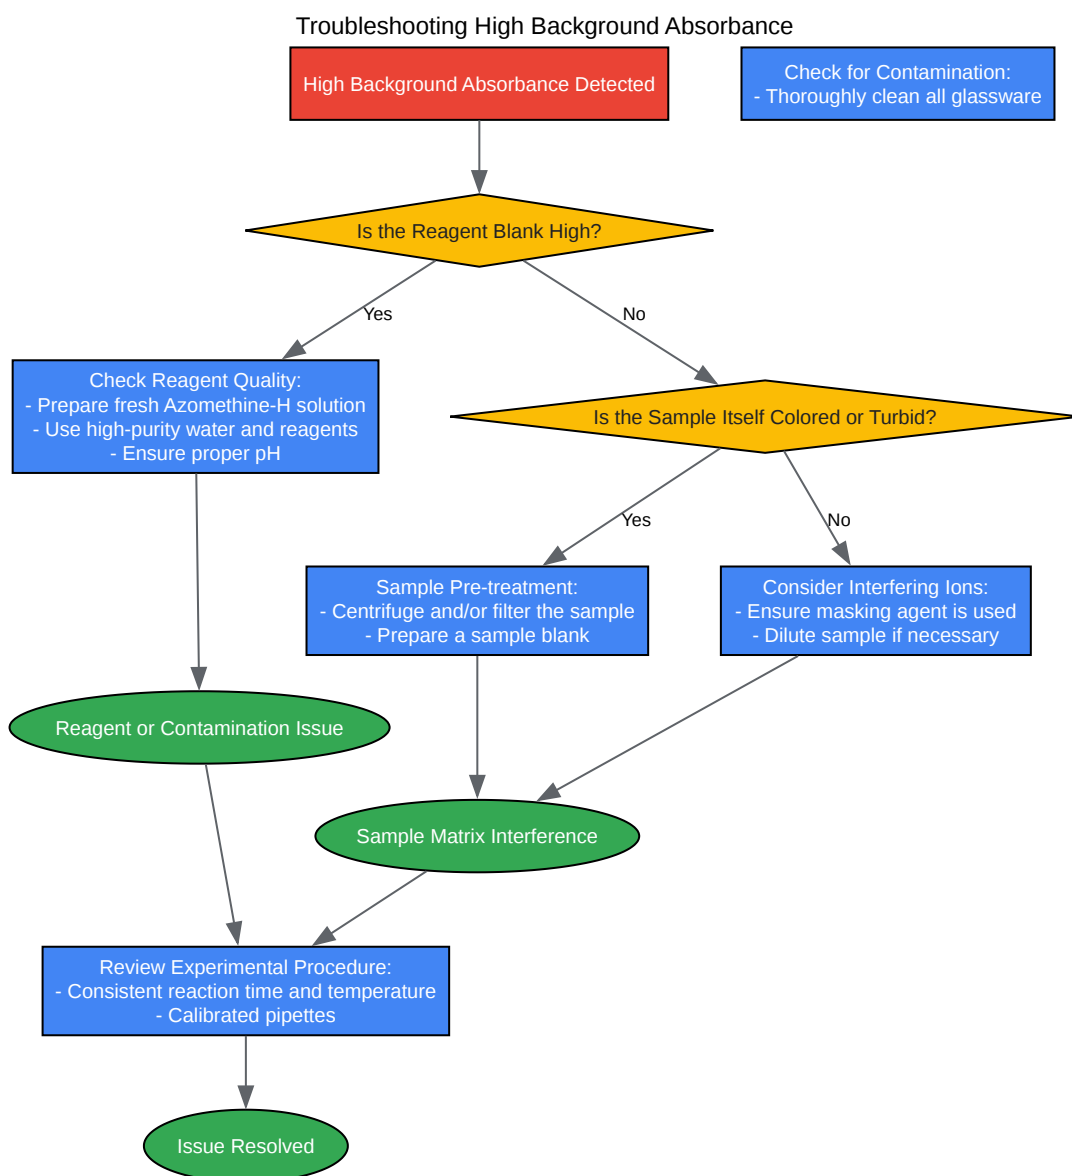 Troubleshooting High Background Absorbance
High Background Absorbance Detected
Check for Contamination:
- Thoroughly clean all glassware
Is the Reagent Blank High?
Yes
No
Check Reagent Quality:
- Prepare fresh Azomethine-H solution
- Use high-purity water and reagents
- Ensure proper pH
Is the Sample Itself Colored or Turbid?
Yes
No
Sample Pre-treatment:
- Centrifuge and/or filter the sample
- Prepare a sample blank
Consider Interfering Ions:
- Ensure masking agent is used
- Dilute sample if necessary
Reagent or Contamination Issue
Sample Matrix Interference
Review Experimental Procedure:
- Consistent reaction time and temperature
- Calibrated pipettes
Issue Resolved